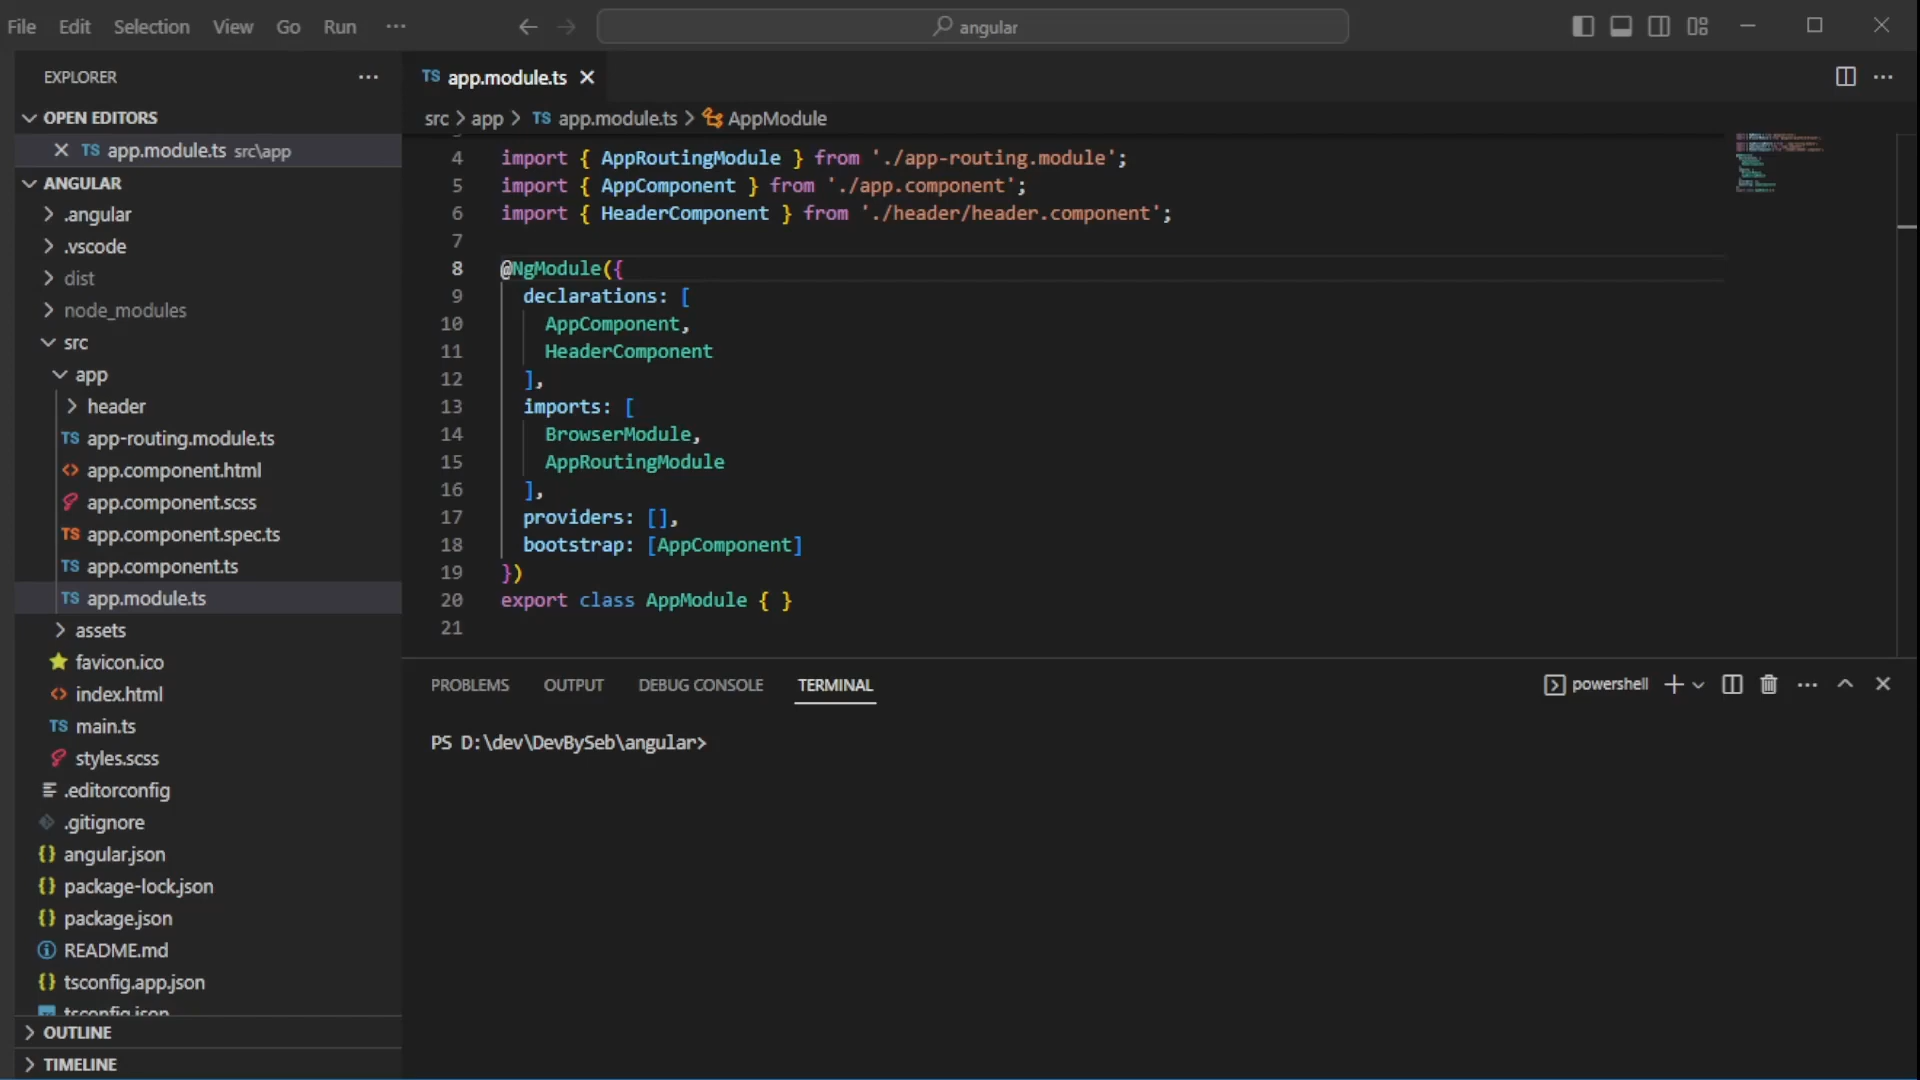 File Edit Selection View Go Run ···
angular
EXPLORER ···
OPEN EDITORS
TS app.module.ts src\app
ANGULAR
.angular
.vscode
dist
node_modules
src
app
header
TS app-routing.module.ts
<> app.component.html
app.component.scss
TS app.component.spec.ts
TS app.component.ts
TS app.module.ts
assets
favicon.ico
<> index.html
TS main.ts
styles.scss
.editorconfig
.gitignore
{} angular.json
{} package-lock.json
{} package.json
README.md
{} tsconfig.app.json
tsconfig.json
OUTLINE
TIMELINE
TS app.module.ts
src > app > TS app.module.ts > AppModule
4 import { AppRoutingModule } from './app-routing.module';
5 import { AppComponent } from './app.component';
6 import { HeaderComponent } from './header/header.component';
7
8 @NgModule({
9 declarations: [
10 AppComponent,
11 HeaderComponent
12 ],
13 imports: [
14 BrowserModule,
15 AppRoutingModule
16 ],
17 providers: [],
18 bootstrap: [AppComponent]
19 })
20 export class AppModule { }
21
PROBLEMS OUTPUT DEBUG CONSOLE TERMINAL powershell
PS D:\dev\DevBySeb\angular>